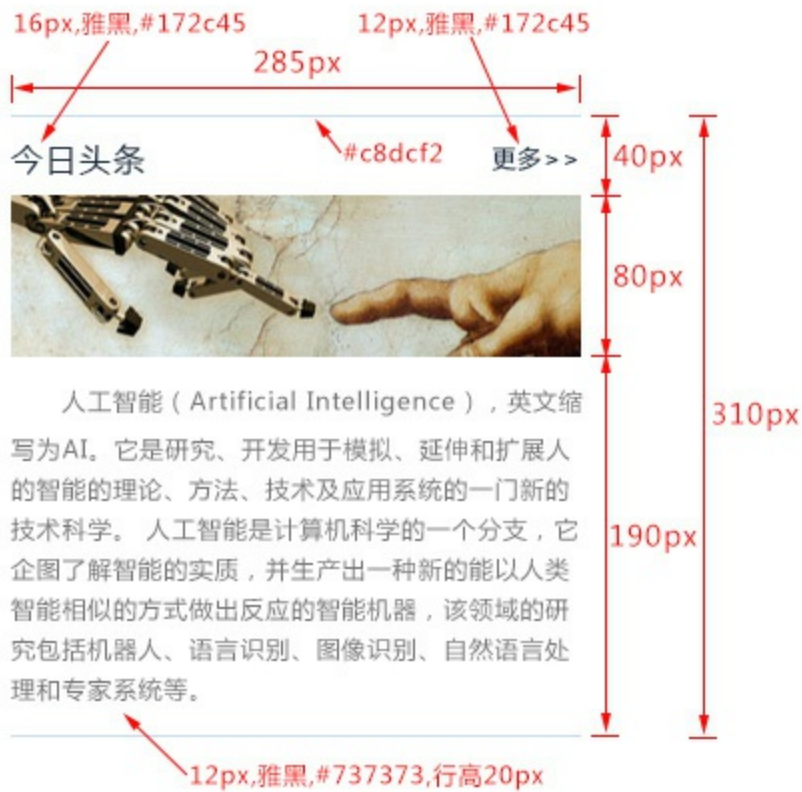 16px,雅黑,#172c45
12px,雅黑,#172c45
285px
今日头条
#c8dcf2
更多>>
40px
80px
310px
人工智能（Artificial Intelligence），英文缩
写为AI。它是研究、开发用于模拟、延伸和扩展人
的智能的理论、方法、技术及应用系统的一门新的
技术科学。 人工智能是计算机科学的一个分支，它
190px
企图了解智能的实质，并生产出一种新的能以人类
智能相似的方式做出反应的智能机器，该领域的研
究包括机器人、语言识别、图像识别、自然语言处
理和专家系统等。
12px,雅黑,#737373,行高20px